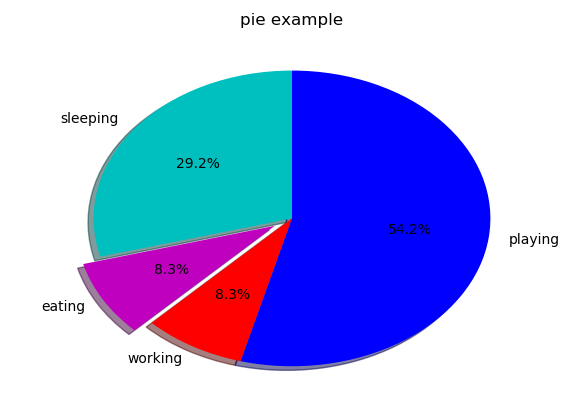 pie example
sleeping
29.2%
54.2%
playing
8.3%
8.3%
eating
working